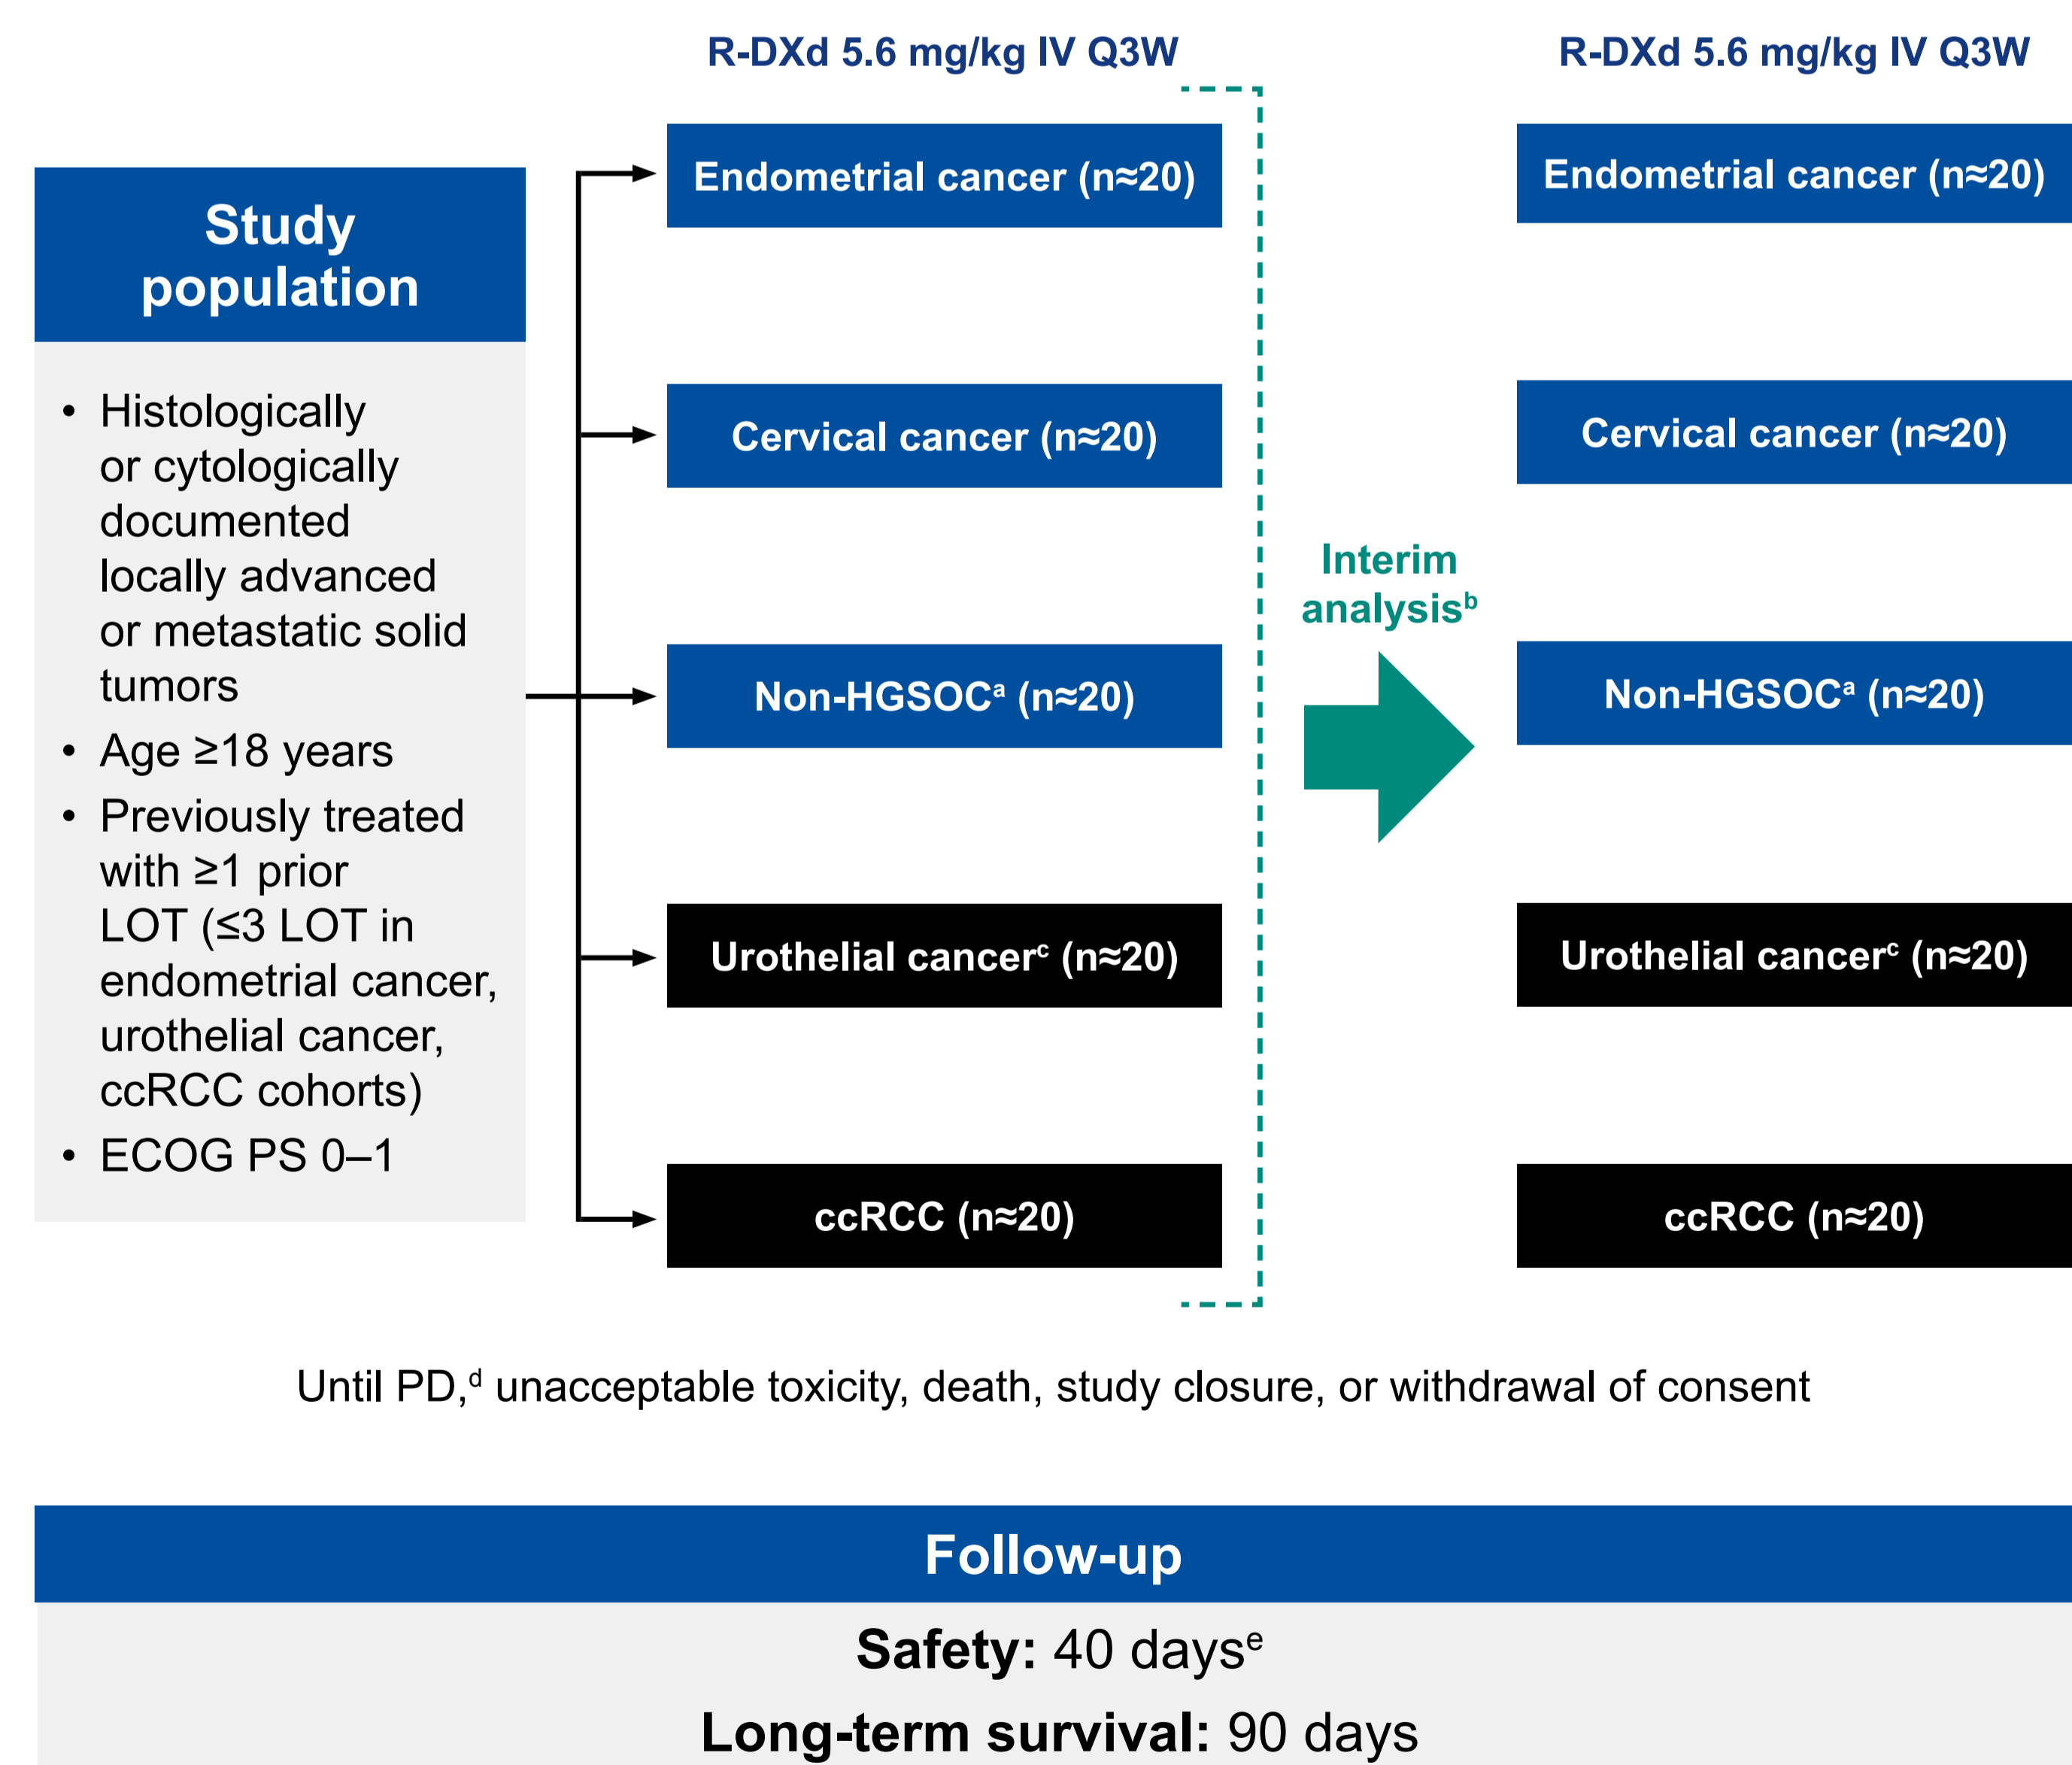 R-DXd 5.6 mg/kg IV Q3W
R-DXd 5.6 mg/kg IV Q3W
Study
population
• Histologically
or cytologically
documented
locally advanced
or metastatic solid
tumors
• Age ≥18 years
• Previously treated
with ≥1 prior
LOT (≤3 LOT in
endometrial cancer,
urothelial cancer,
ccRCC cohorts)
• ECOG PS 0–1
Endometrial cancer (n≈20)
Cervical cancer (n≈20)
Non-HGSOCᵃ (n≈20)
Urothelial cancerᶜ (n≈20)
ccRCC (n≈20)
Interim
analysisᵇ
Endometrial cancer (n≈20)
Cervical cancer (n≈20)
Non-HGSOCᵃ (n≈20)
Urothelial cancerᶜ (n≈20)
ccRCC (n≈20)
Until PD,ᵈ unacceptable toxicity, death, study closure, or withdrawal of consent
Follow-up
Safety: 40 daysᵉ
Long-term survival: 90 days